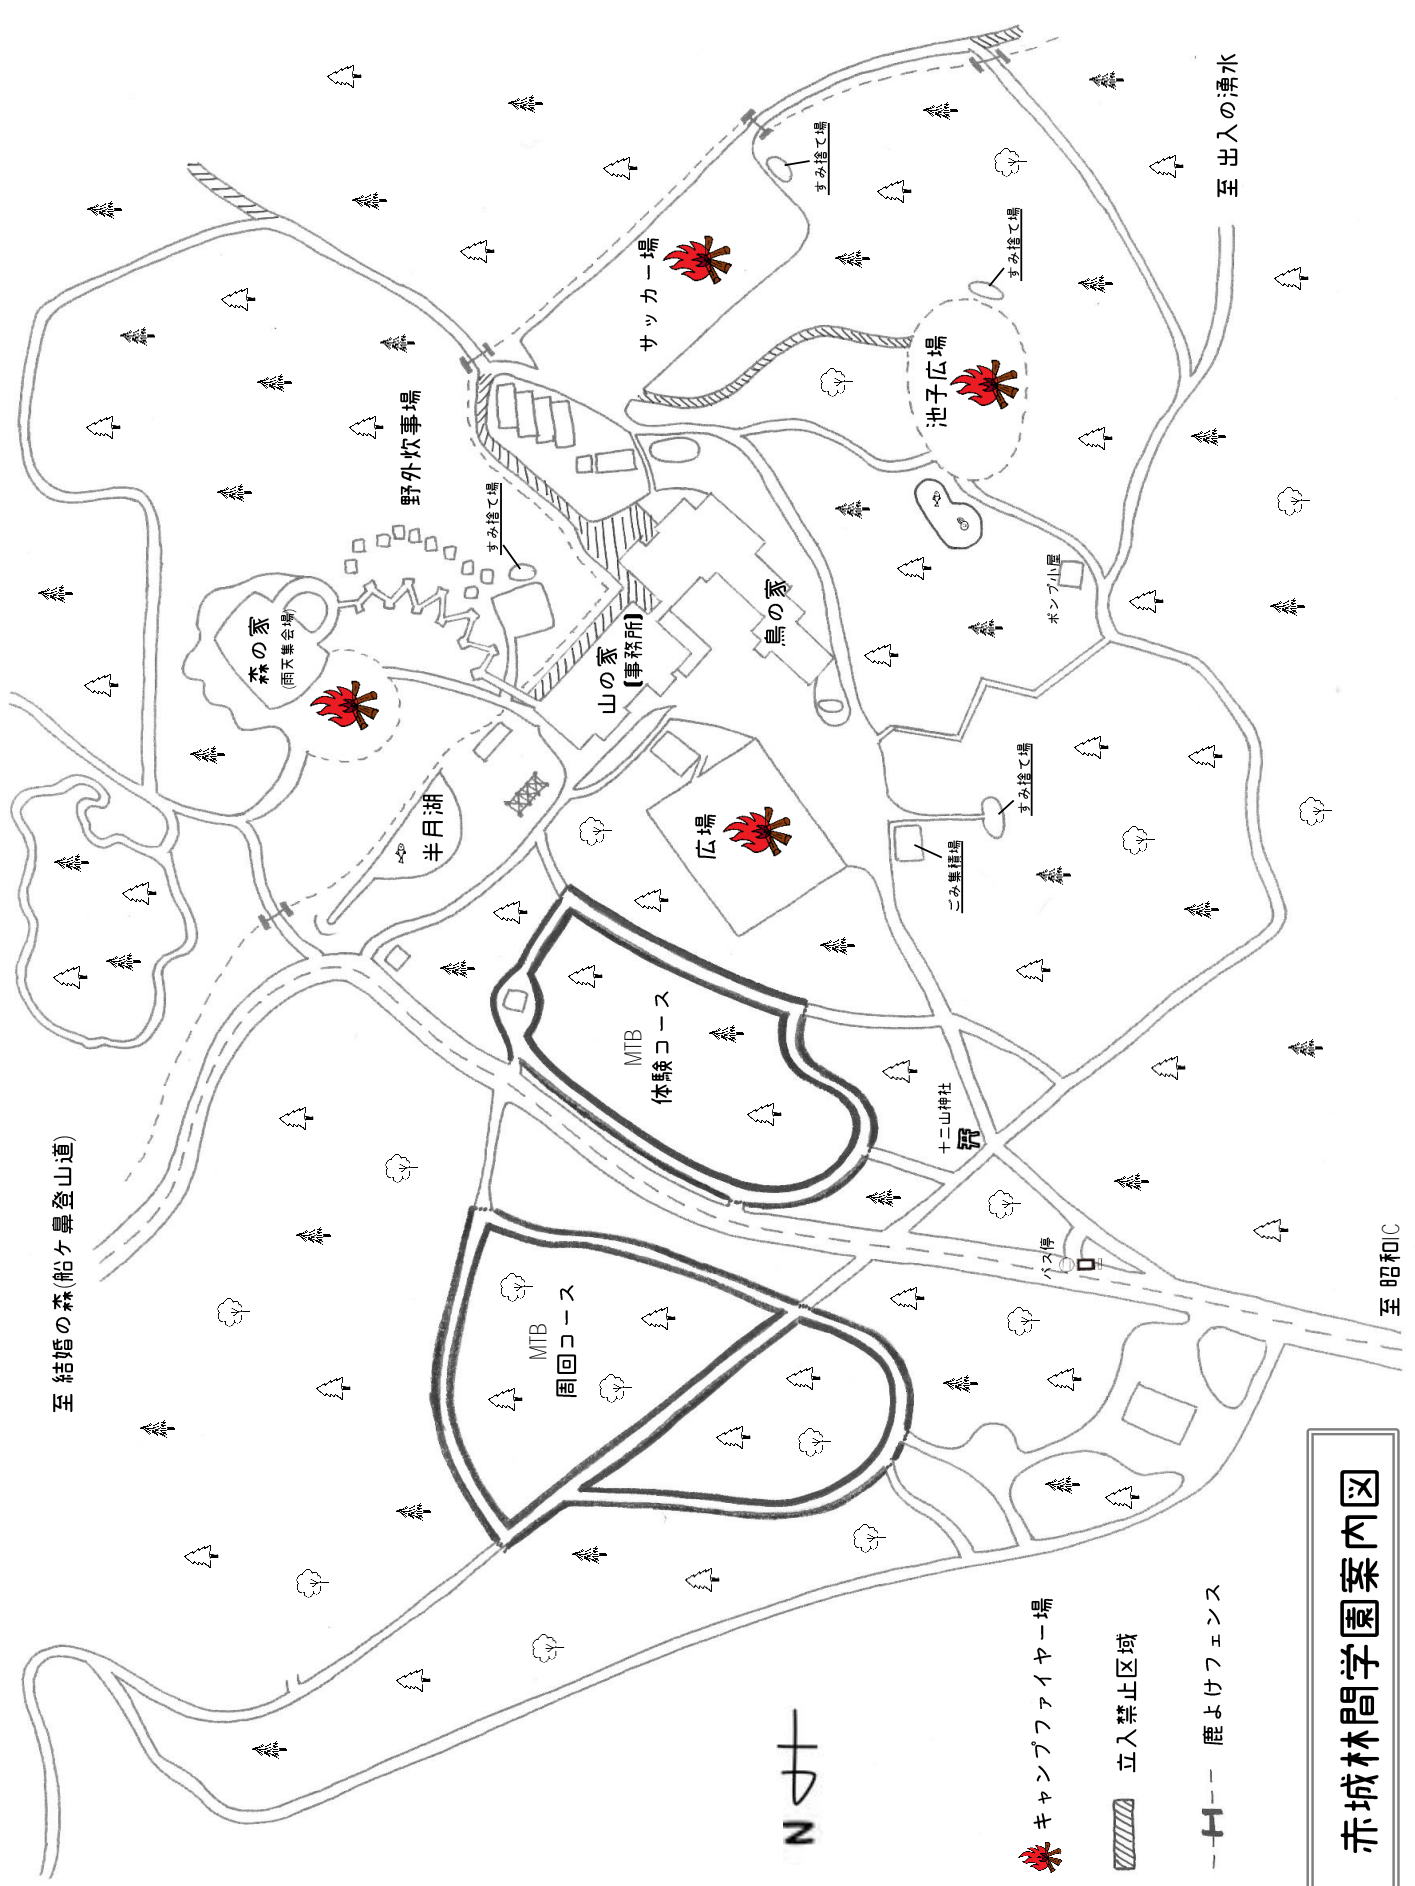 至 出入の湧水
すみ捨て場
すみ捨て場
サッカー場
池子広場
野外炊事場
すみ捨て場
ポンプ小屋
鳥の家
森の家
(雨天集会場)
山の家
(事務所)
半月湖
広場
すみ捨て場
ごみ集積場
MTB
体験コース
十二山神社
至 結婚の森(船ケ鼻登山道)
バス停
至 昭和IC
MTB
周回コース
キャンプファイヤー場
立入禁止区域
鹿よけフェンス
N
赤城林間学園案内図